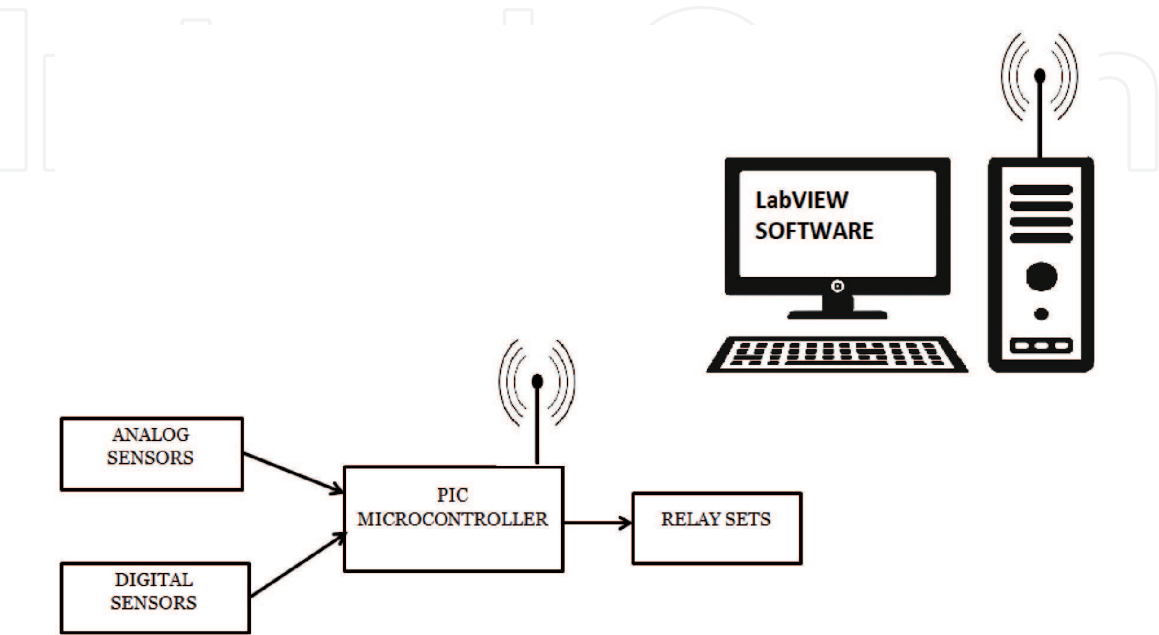 LabVIEW
SOFTWARE
ANALOG
SENSORS
PIC
MICROCONTROLLER
RELAY SETS
DIGITAL
SENSORS